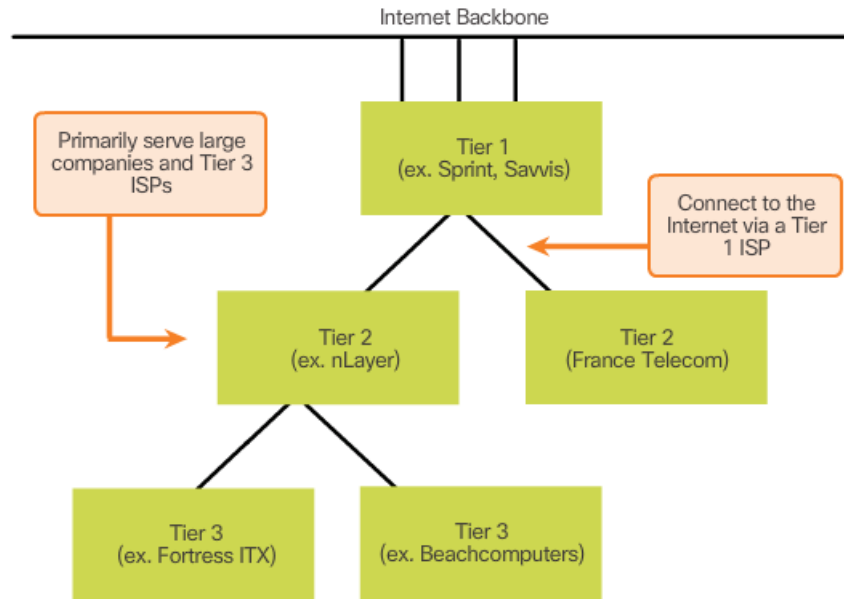 Internet Backbone
Primarily serve large
companies and Tier 3
ISPs
Tier 1
(ex. Sprint, Savvis)
Connect to the
Internet via a Tier
1 ISP
Tier 2
(ex. nLayer)
Tier 2
(France Telecom)
Tier 3
(ex. Fortress ITX)
Tier 3
(ex. Beachcomputers)